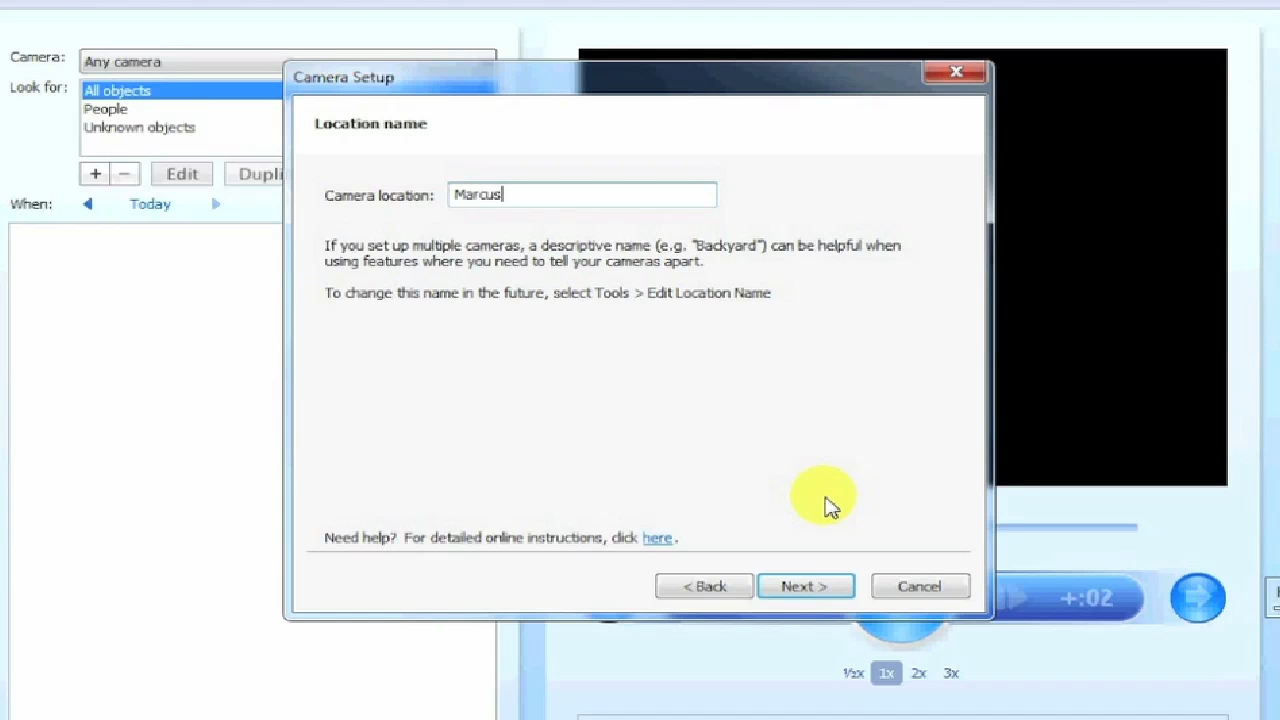 Camera: Any camera
Look for: All objects
People
Unknown objects
+ − Edit Dupli
When: Today
Camera Setup
Location name
Camera location: Marcus
If you set up multiple cameras, a descriptive name (e.g. "Backyard") can be helpful when
using features where you need to tell your cameras apart.
To change this name in the future, select Tools > Edit Location Name
Need help? For detailed online instructions, click here.
< Back Next > Cancel
+:02
½x 1x 2x 3x